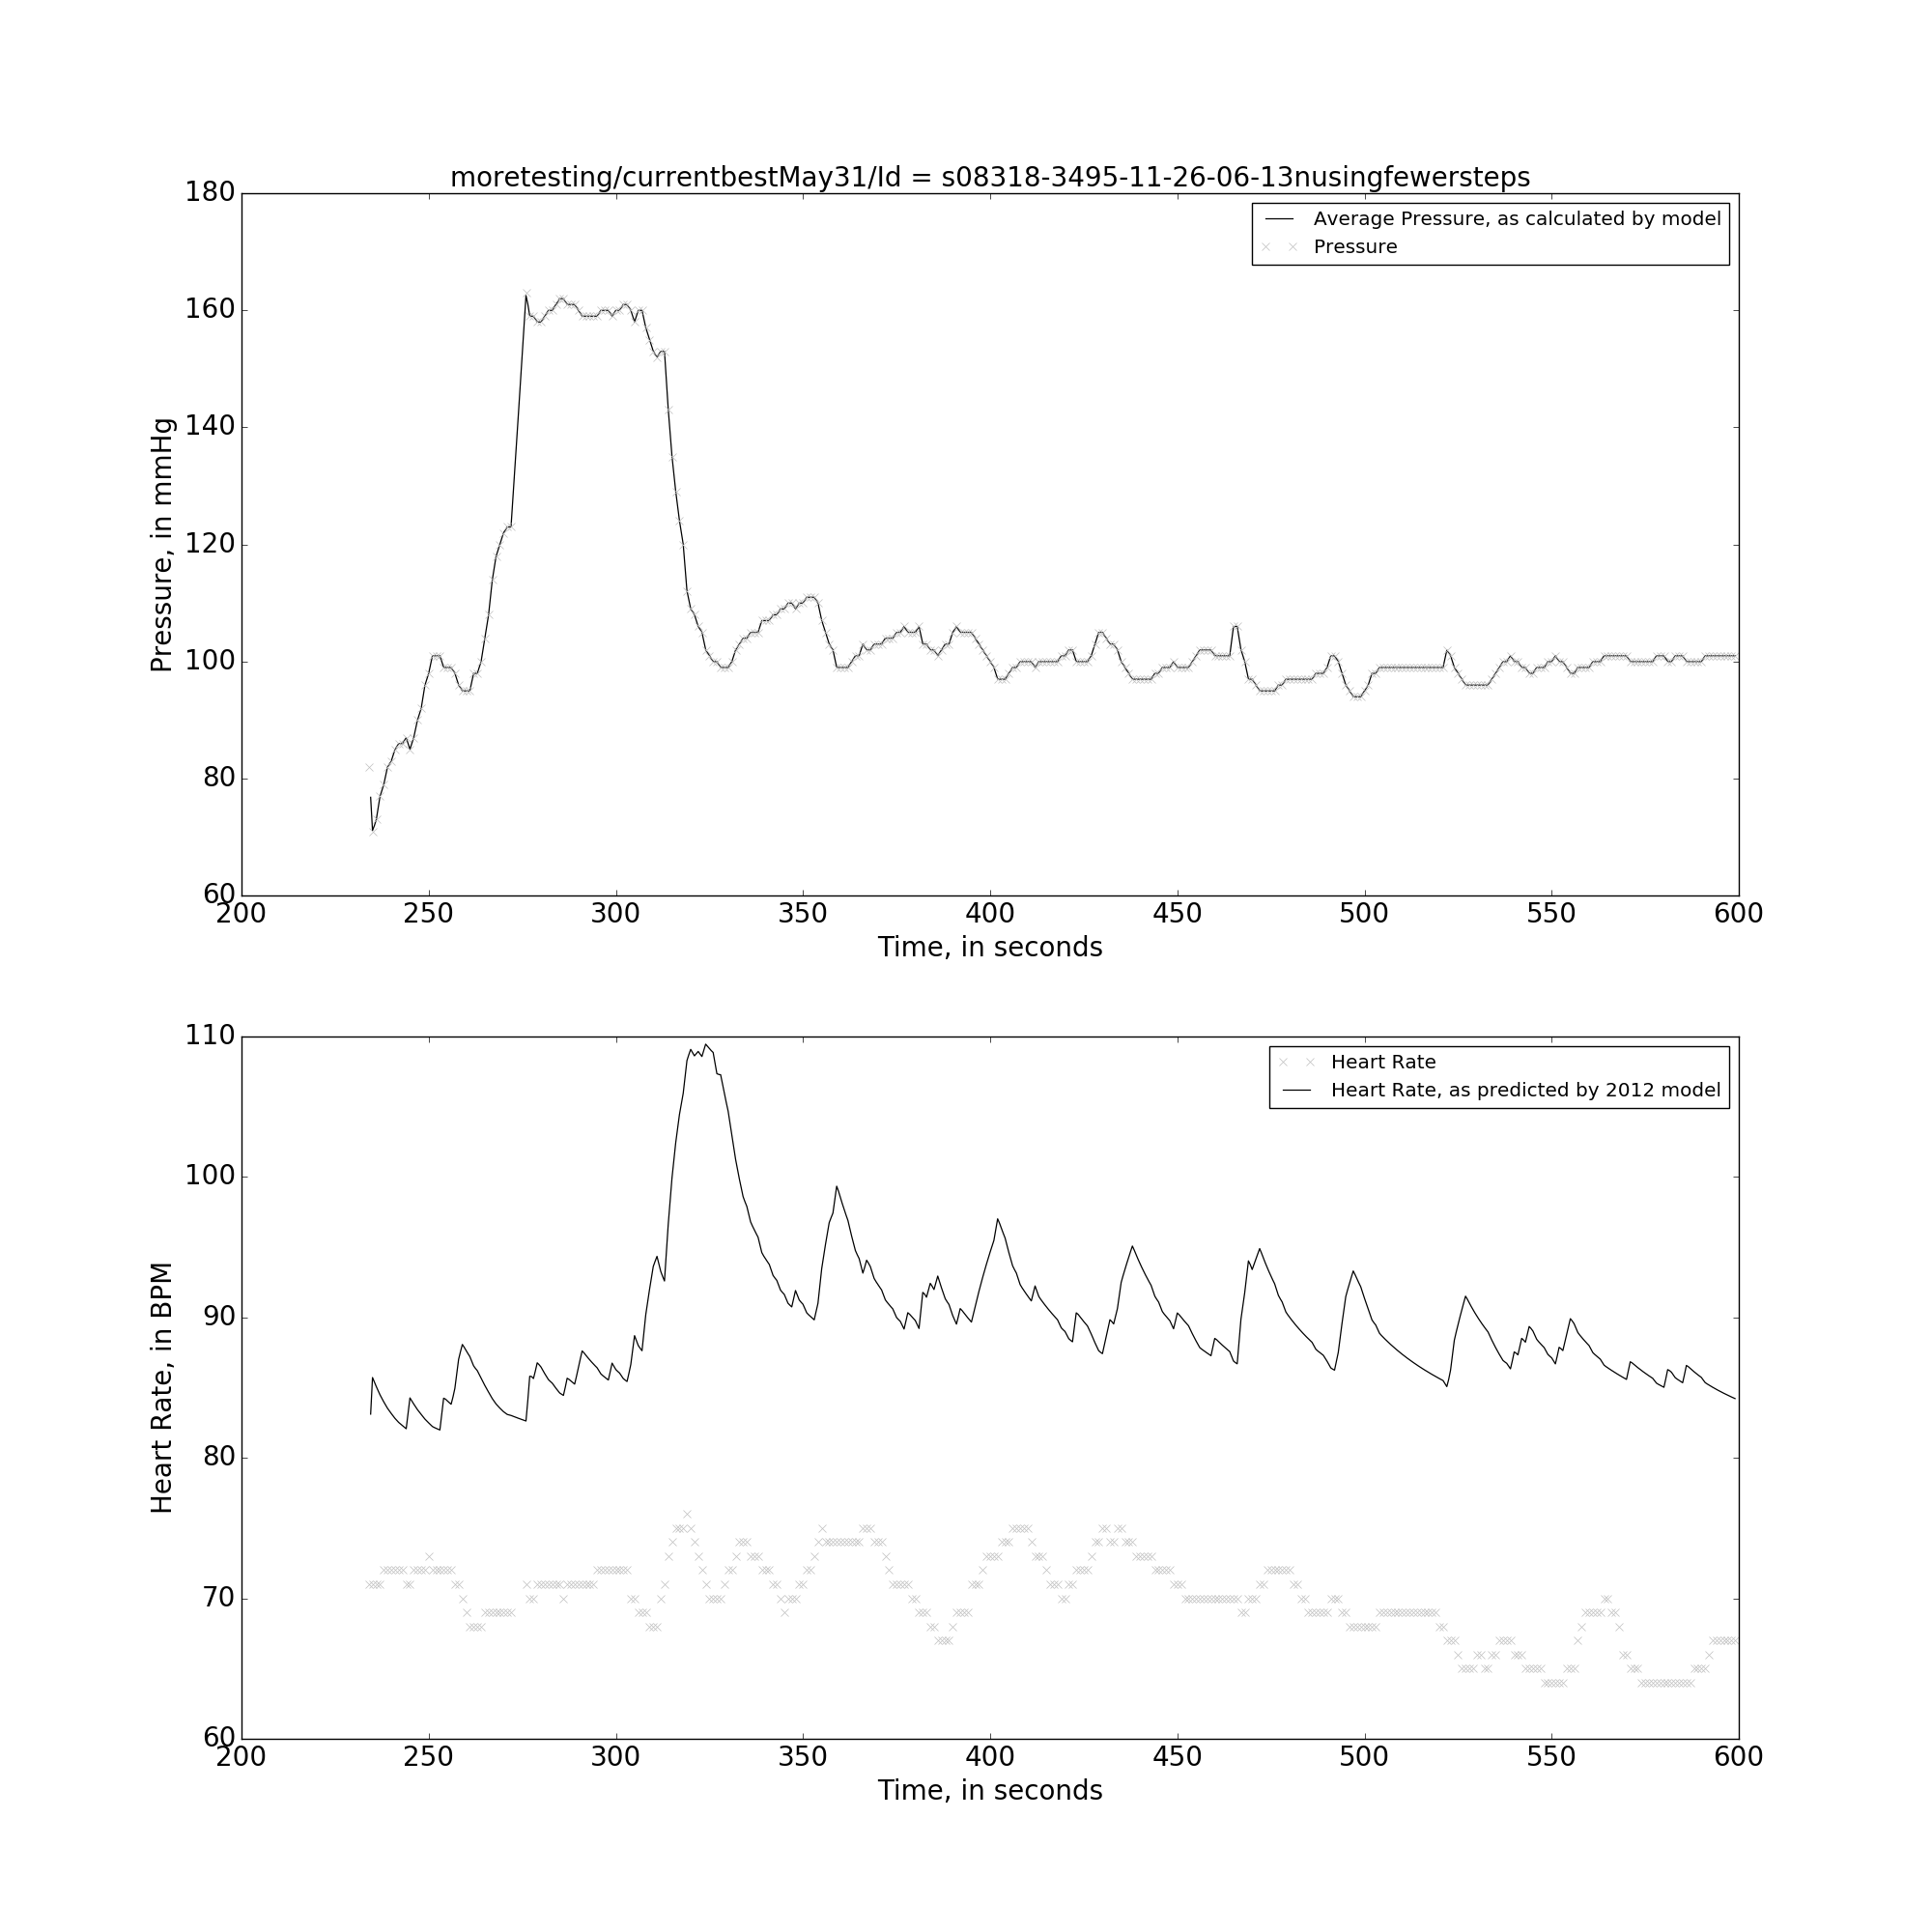 moretesting/currentbestMay31/Id = s08318-3495-11-26-06-13nusingfewersteps
180
160
140
120
100
80
60
Pressure, in mmHg
Average Pressure, as calculated by model
Pressure
200 250 300 350 400 450 500 550 600
Time, in seconds
110
100
90
80
70
60
Heart Rate, in BPM
Heart Rate
Heart Rate, as predicted by 2012 model
200 250 300 350 400 450 500 550 600
Time, in seconds